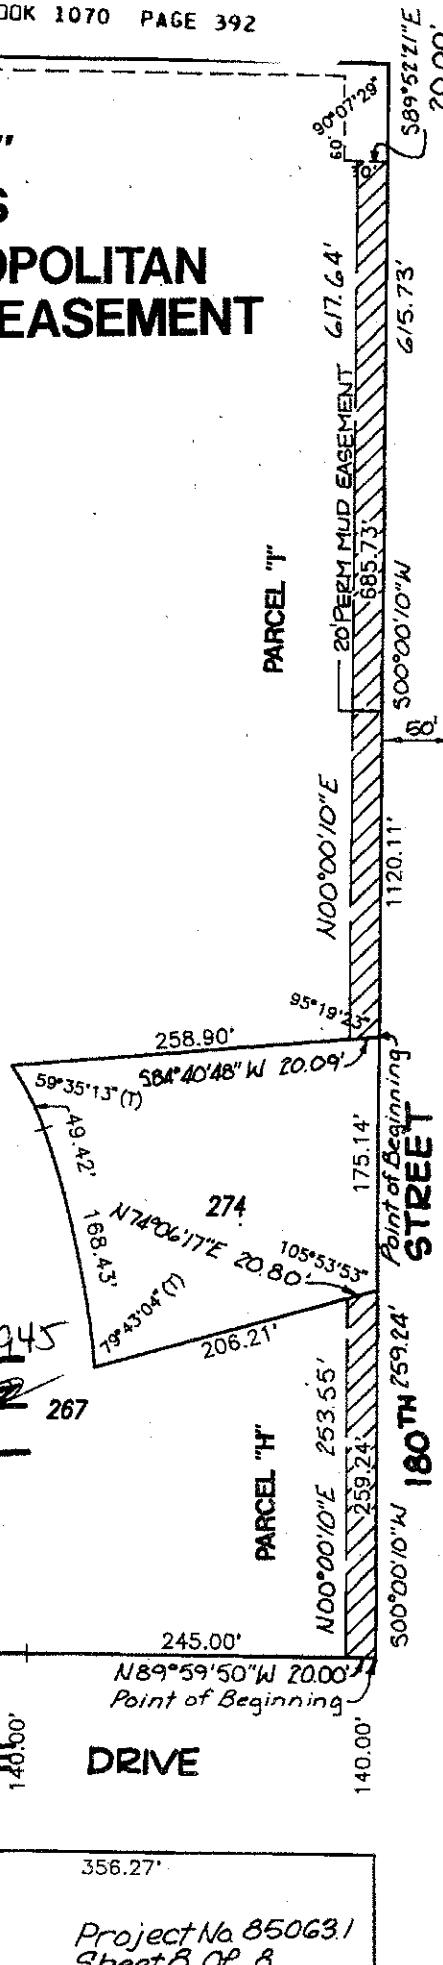 OOK 1070 PAGE 392
S89°52'21"E
20.00'
90°07'29"
60'
OPOLITAN
EASEMENT
617.64'
615.73'
20' PERM MUD EASEMENT
685.73'
PARCEL "I"
S00°00'10"W
50'
N00°00'10"E
1120.11'
95°19'23"
258.90'
S84°40'48"W 20.09'
59°35'13"(T)
49.42'
Point of Beginning
175.14'
274
N74°06'17"E 20.80'
105°53'53"
168.43'
79°43'04"(T)
206.21'
180TH STREET
945
267
259.24'
N00°00'10"E 253.55'
259.24'
PARCEL "H"
S00°00'10"W
245.00'
N89°59'50"W 20.00'
Point of Beginning
140.00'
DRIVE
140.00'
356.27'
Project No. 85063.1
Sheet 8 Of 8